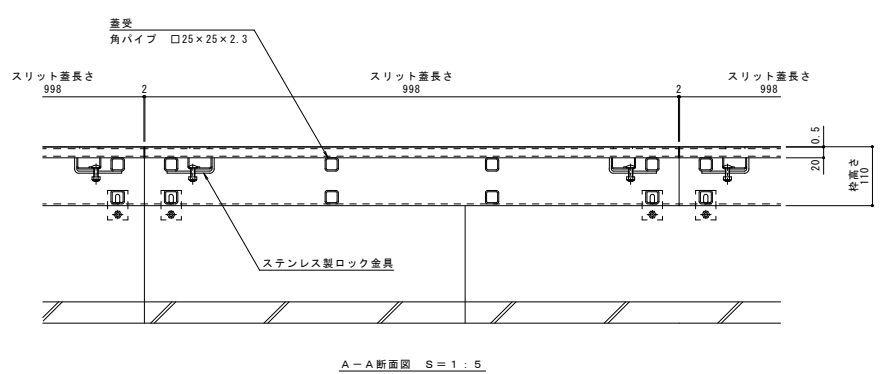 蓋受
角パイプ □25×25×2.3
スリット蓋長さ
998
2
スリット蓋長さ
998
2
スリット蓋長さ
998
0.5
20
枠高さ
110
ステンレス製ロック金具
A－A断面図 S＝1：5